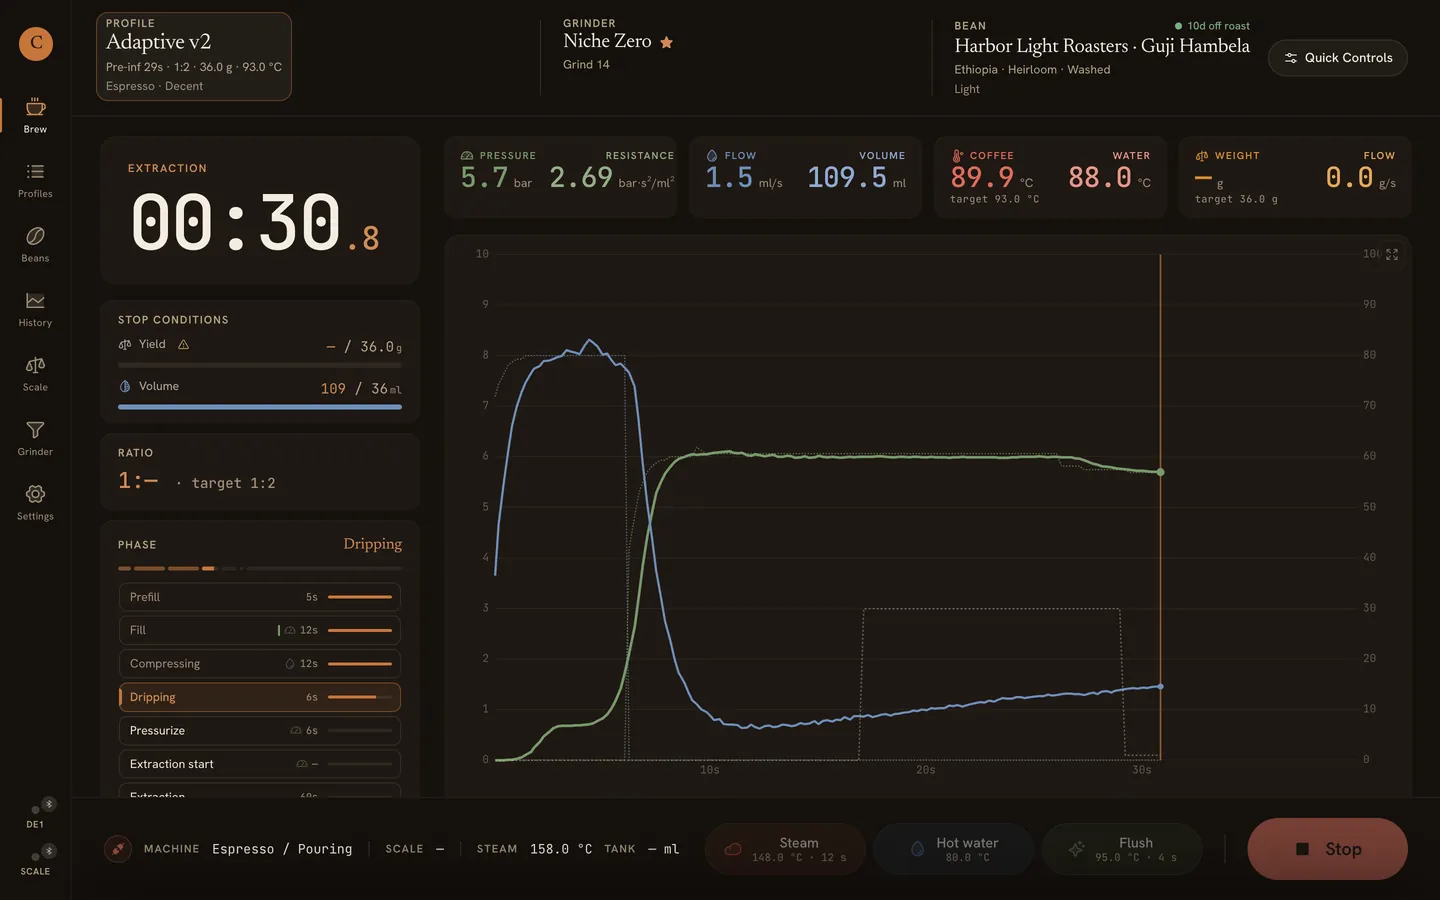 C
Brew
Profiles
Beans
History
Scale
Grinder
Settings
DE1
SCALE
PROFILE
Adaptive v2
Pre-inf 29s · 1:2 · 36.0 g · 93.0 °C
Espresso · Decent
GRINDER
Niche Zero
Grind 14
BEAN
10d off roast
Harbor Light Roasters · Guji Hambela
Ethiopia · Heirloom · Washed
Light
Quick Controls
EXTRACTION
00:30.8
STOP CONDITIONS
Yield – / 36.0g
Volume 109 / 36ml
RATIO
1:– · target 1:2
PHASE Dripping
Prefill 5s
Fill 12s
Compressing 12s
Dripping 6s
Pressurize 6s
Extraction start –
Extraction 60s
PRESSURE RESISTANCE
5.7 bar 2.69 bar·s²/ml²
FLOW VOLUME
1.5 ml/s 109.5 ml
COFFEE WATER
89.9 °C 88.0 °C
target 93.0 °C
WEIGHT FLOW
– g 0.0 g/s
target 36.0 g
10 100
9 90
8 80
7 70
6 60
5 50
4 40
3 30
2 20
1 10
0 0
10s 20s 30s
MACHINE Espresso / Pouring SCALE – STEAM 158.0 °C TANK – ml
Steam
148.0 °C · 12 s
Hot water
80.0 °C
Flush
95.0 °C · 4 s
Stop